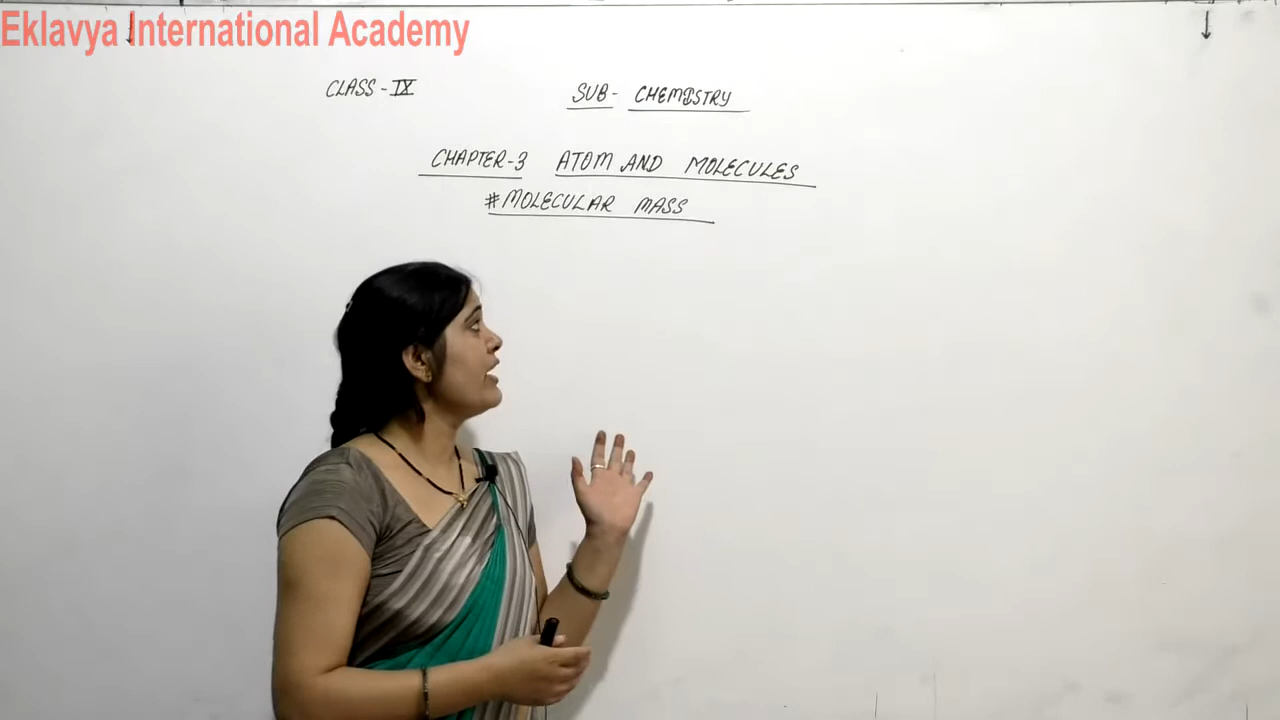 Eklavya International Academy
CLASS - IX SUB - CHEMISTRY
CHAPTER-3 ATOM AND MOLECULES
#MOLECULAR MASS